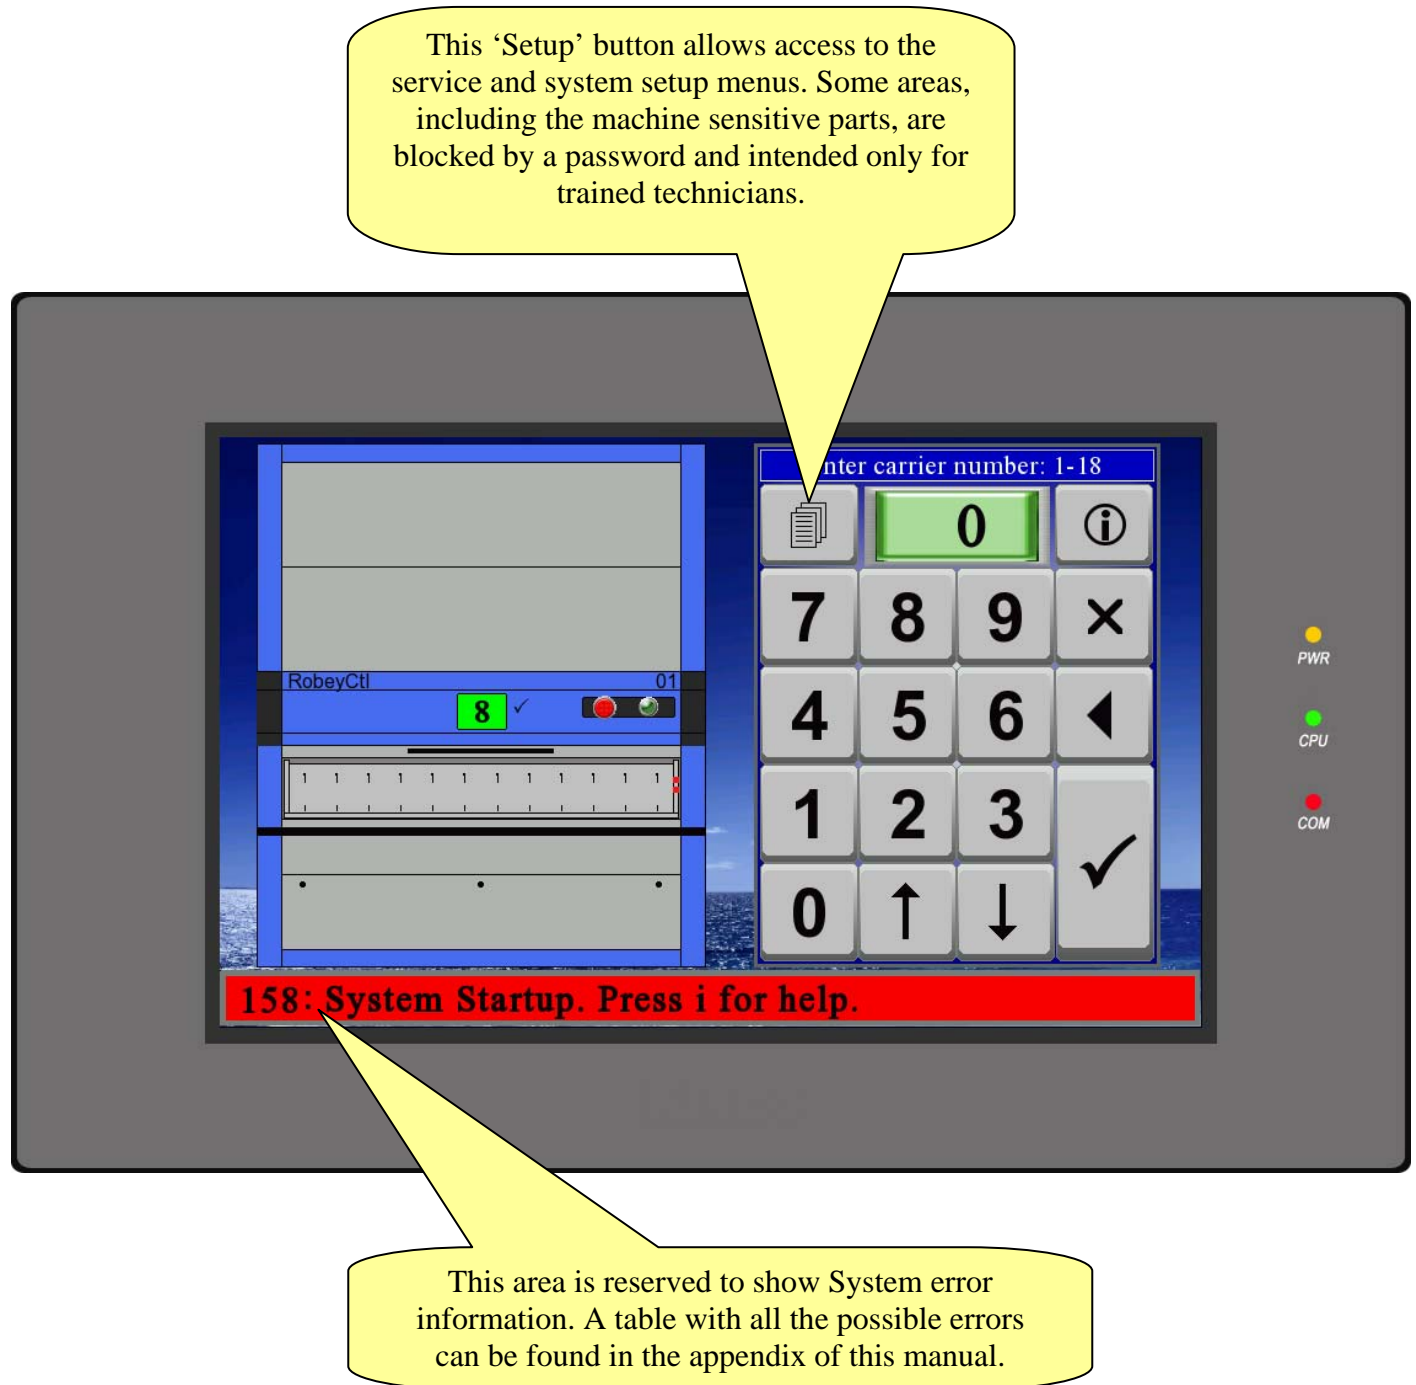 This ‘Setup’ button allows access to the
service and system setup menus. Some areas,
including the machine sensitive parts, are
blocked by a password and intended only for
trained technicians.
nter carrier number: 1-18
0
7 8 9
4 5 6
1 2 3
0
RobeyCtl 01
8
PWR
CPU
COM
158: System Startup. Press i for help.
This area is reserved to show System error
information. A table with all the possible errors
can be found in the appendix of this manual.